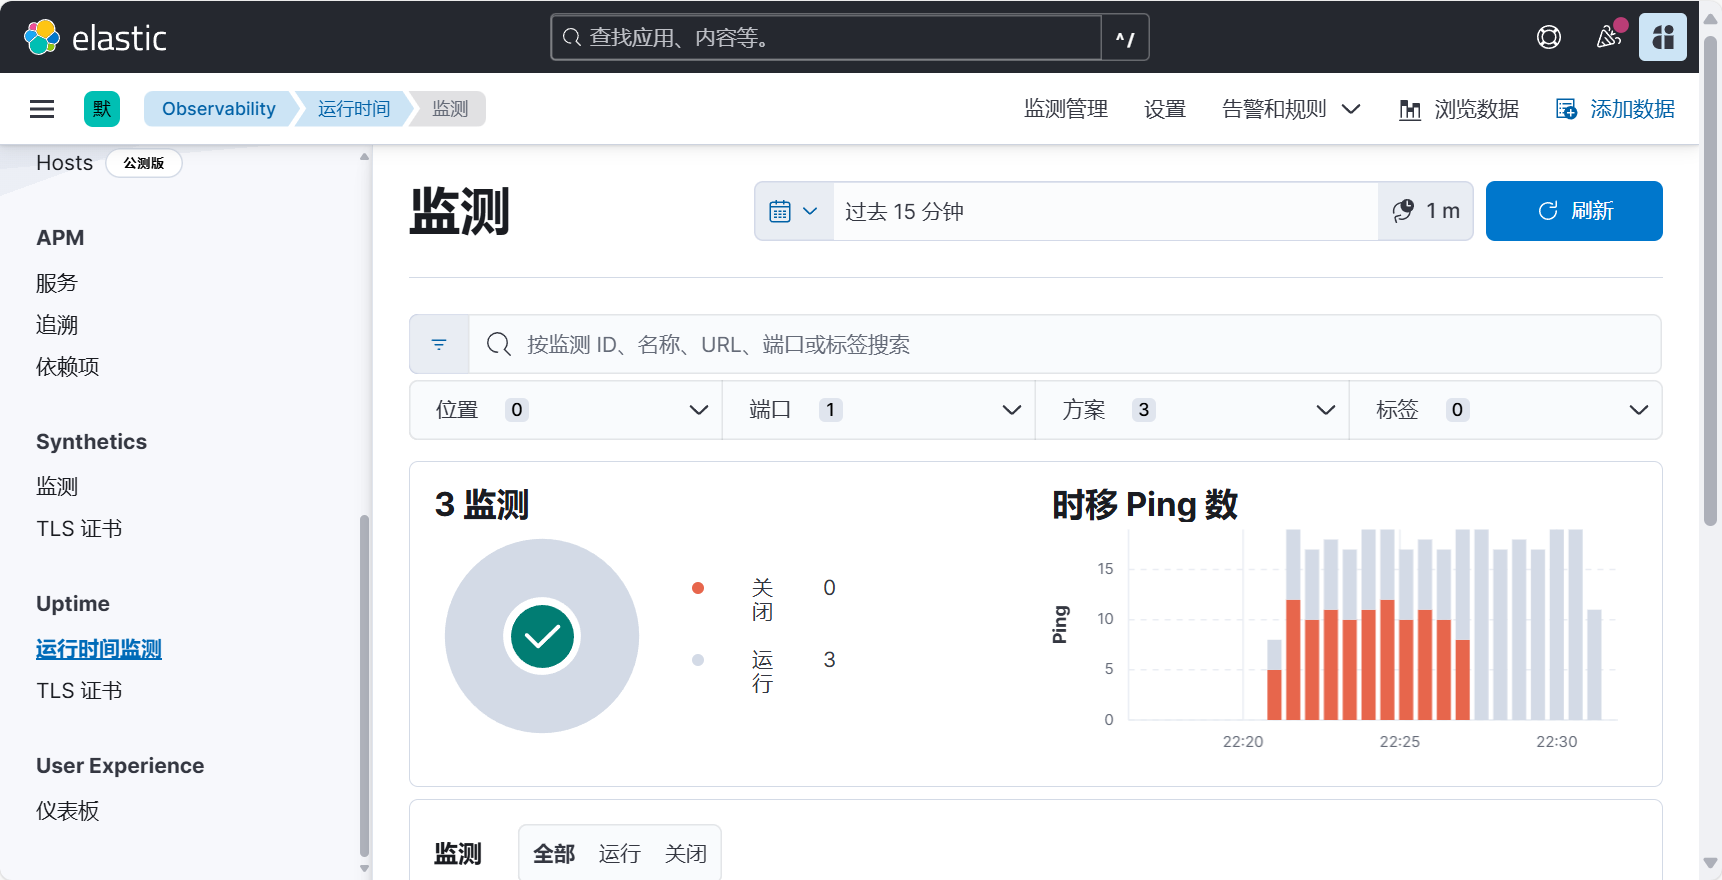 elastic
查找应用、内容等。
^/
默
Observability
运行时间
监测
监测管理
设置
告警和规则
浏览数据
添加数据
Hosts 公测版
APM
服务
追溯
依赖项
Synthetics
监测
TLS 证书
Uptime
运行时间监测
TLS 证书
User Experience
仪表板
监测
过去 15 分钟
1 m
刷新
按监测 ID、名称、URL、端口或标签搜索
位置 0
端口 1
方案 3
标签 0
3 监测
关闭 0
运行 3
时移 Ping 数
Ping
15
10
5
0
22:20
22:25
22:30
监测
全部
运行
关闭